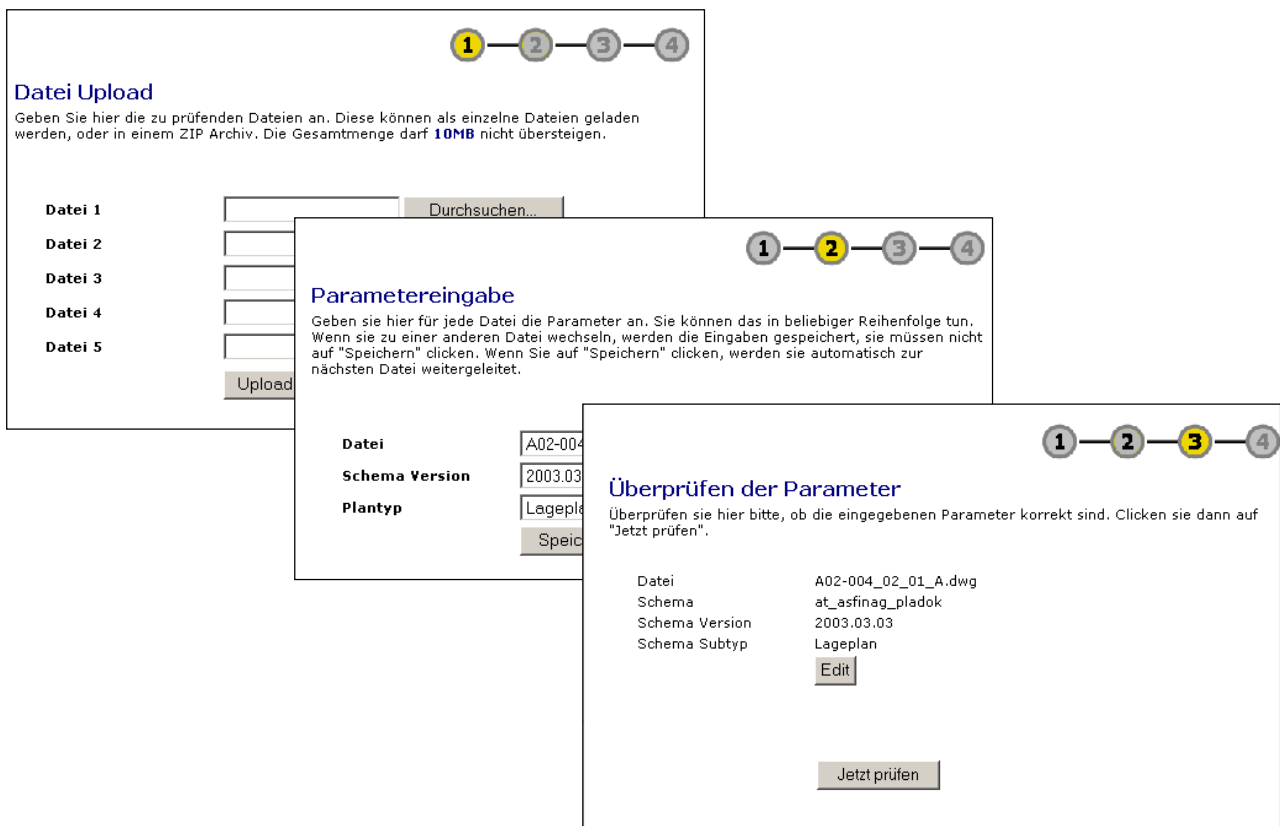 1 2 3 4
Datei Upload
Geben Sie hier die zu prüfenden Dateien an. Diese können als einzelne Dateien geladen
werden, oder in einem ZIP Archiv. Die Gesamtmenge darf 10MB nicht übersteigen.
Datei 1 Durchsuchen...
Datei 2
Datei 3
Datei 4
Datei 5
Upload
1 2 3 4
Parametereingabe
Geben sie hier für jede Datei die Parameter an. Sie können das in beliebiger Reihenfolge tun.
Wenn sie zu einer anderen Datei wechseln, werden die Eingaben gespeichert, sie müssen nicht
auf "Speichern" clicken. Wenn Sie auf "Speichern" clicken, werden sie automatisch zur
nächsten Datei weitergeleitet.
Datei A02-004
Schema Version 2003.03
Plantyp Lagepla
Speic
1 2 3 4
Überprüfen der Parameter
Überprüfen sie hier bitte, ob die eingegebenen Parameter korrekt sind. Clicken sie dann auf
"Jetzt prüfen".
Datei A02-004_02_01_A.dwg
Schema at_asfinag_pladok
Schema Version 2003.03.03
Schema Subtyp Lageplan
Edit
Jetzt prüfen